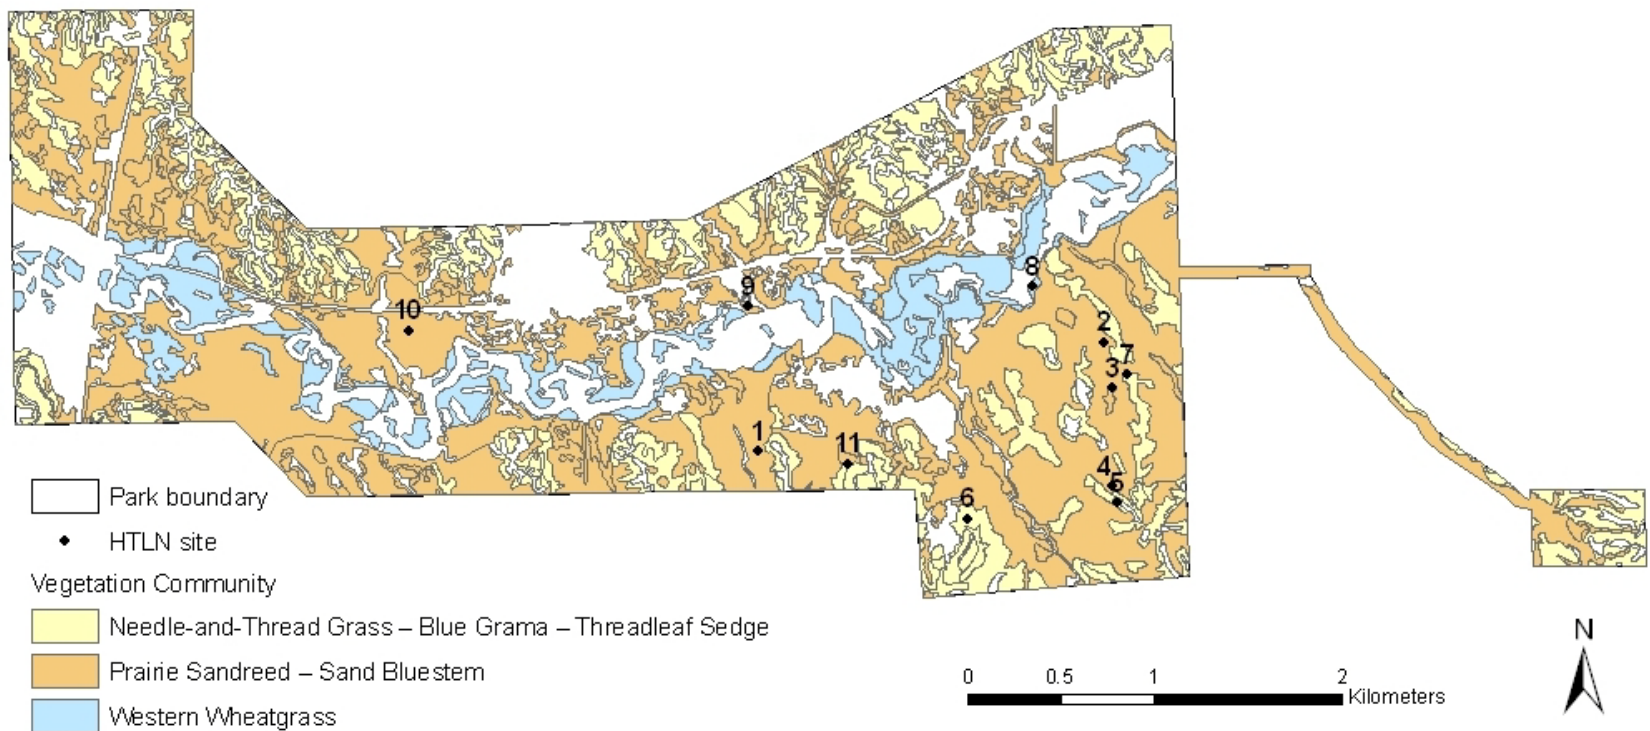 8
9
10
2
7
3
1
11
4
5
6
Park boundary
HTLN site
Vegetation Community
Needle-and-Thread Grass – Blue Grama – Threadleaf Sedge
Prairie Sandreed – Sand Bluestem
Western Wheatgrass
0 0.5 1 2
Kilometers
N